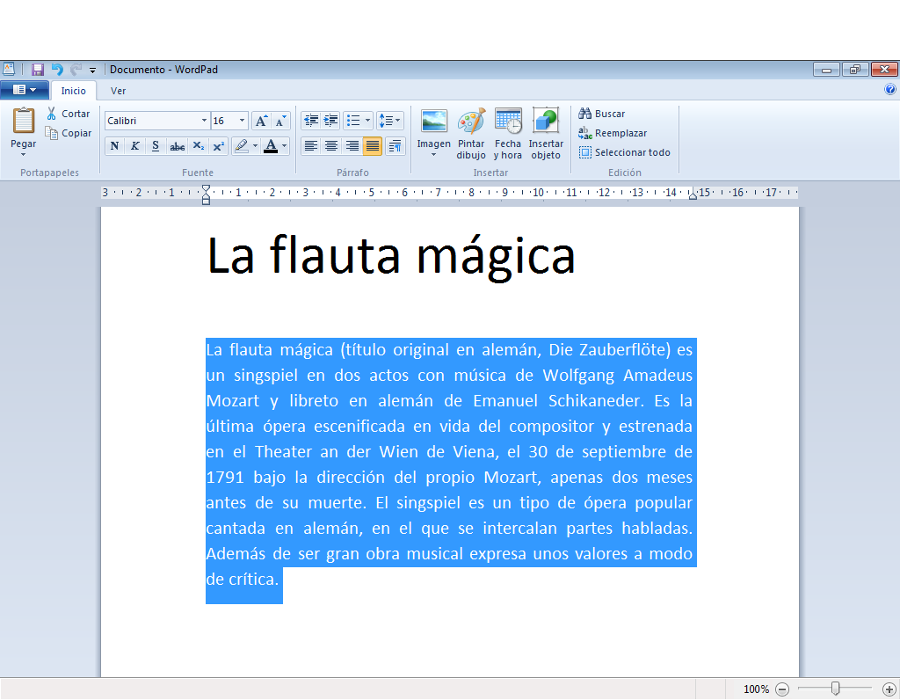 Documento - WordPad
Inicio Ver
Pegar Cortar Copiar
Portapapeles
Calibri 16 A A
N K S abc X₂ X² A
Fuente
Párrafo
Imagen Pintar dibujo Fecha y hora Insertar objeto
Insertar
Buscar
Reemplazar
Seleccionar todo
Edición
3 2 1 1 2 3 4 5 6 7 8 9 10 11 12 13 14 15 16 17
La flauta mágica
La flauta mágica (título original en alemán, Die Zauberflöte) es
un singspiel en dos actos con música de Wolfgang Amadeus
Mozart y libreto en alemán de Emanuel Schikaneder. Es la
última ópera escenificada en vida del compositor y estrenada
en el Theater an der Wien de Viena, el 30 de septiembre de
1791 bajo la dirección del propio Mozart, apenas dos meses
antes de su muerte. El singspiel es un tipo de ópera popular
cantada en alemán, en el que se intercalan partes habladas.
Además de ser gran obra musical expresa unos valores a modo
de crítica.
100%